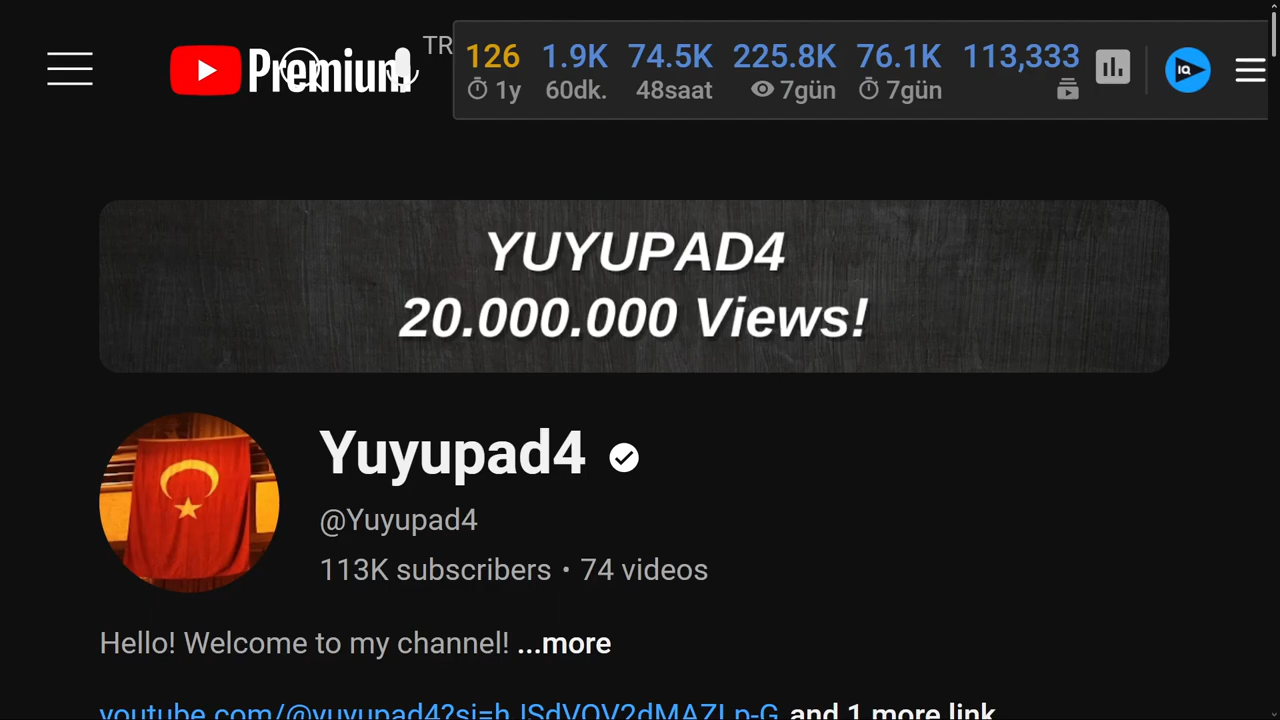 Premium TR
126 1.9K 74.5K 225.8K 76.1K 113,333
1y 60dk. 48saat 7gün 7gün
IQ
YUYUPAD4
20.000.000 Views!
Yuyupad4
@Yuyupad4
113K subscribers • 74 videos
Hello! Welcome to my channel! ...more
and 1 more link